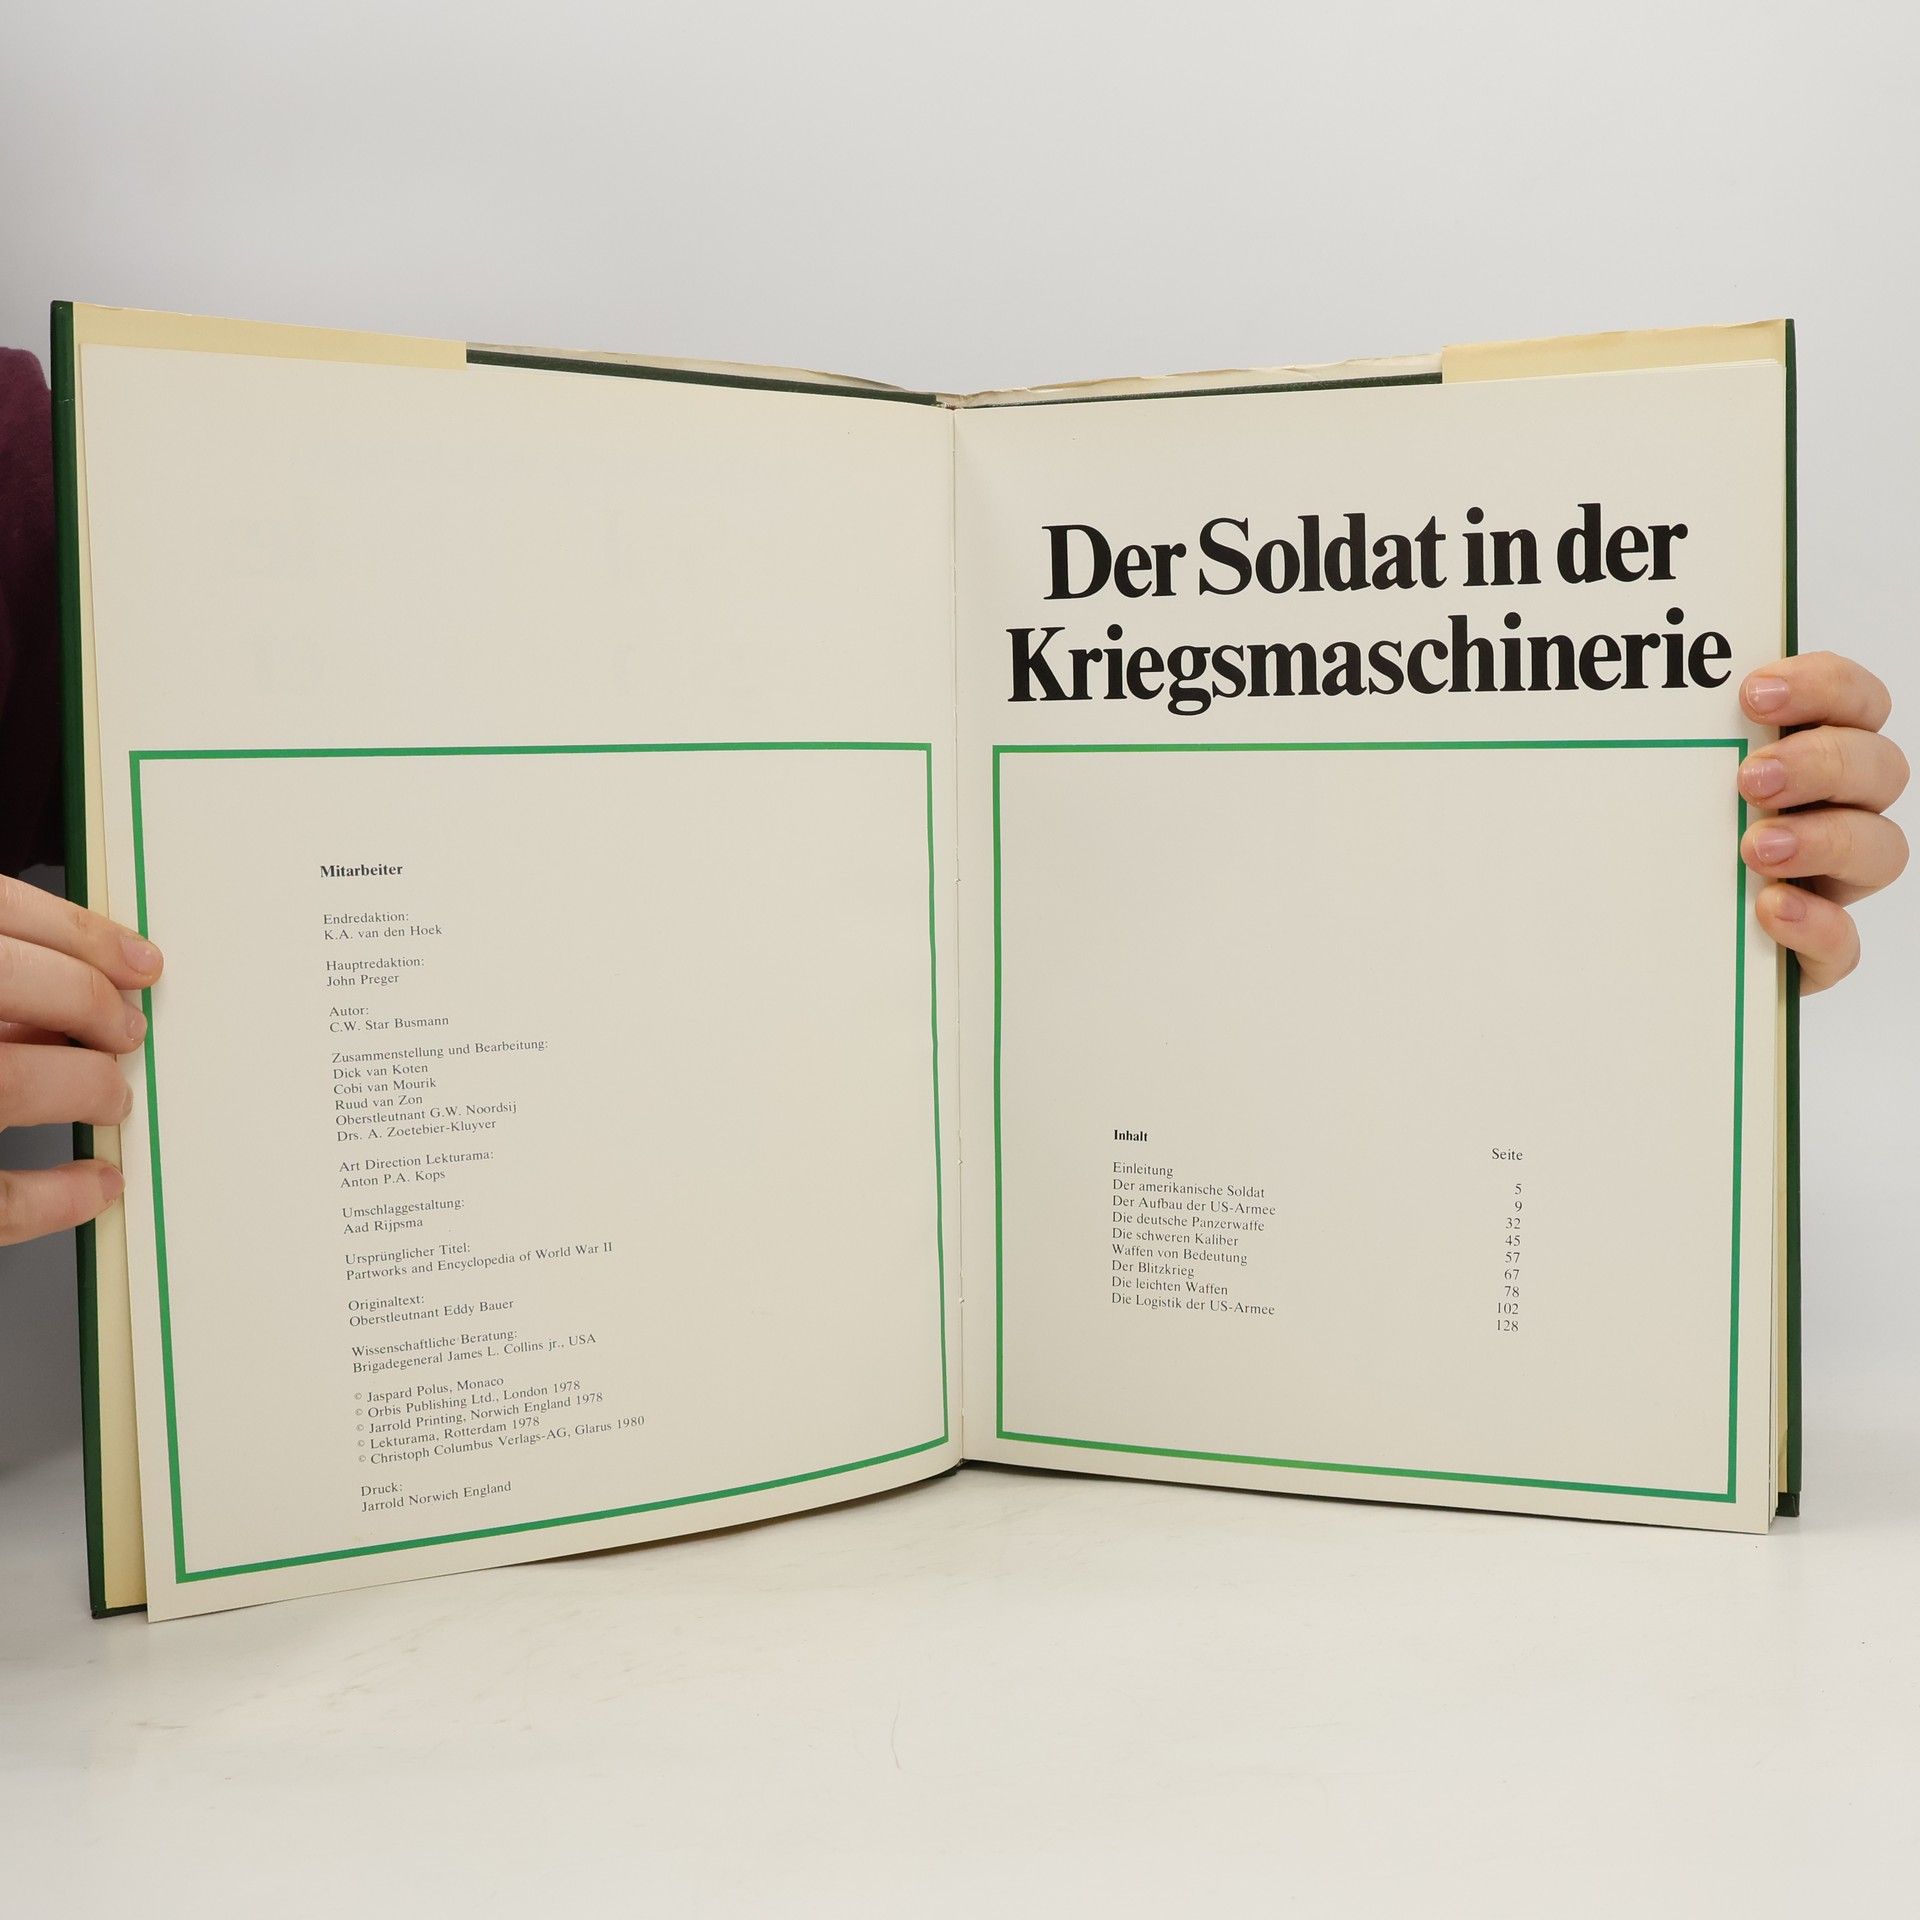 Mitarbeiter
Endredaktion:
K.A. van den Hoek
Hauptredaktion:
John Preger
Autor:
C.W. Star Busmann
Zusammenstellung und Bearbeitung:
Dick van Koten
Cobi van Mourik
Ruud van Zon
Oberstleutnant G.W. Noordsij
Drs. A. Zoetebier-Kluyver
Art Direction Lekturama:
Anton P.A. Kops
Umschlaggestaltung:
Aad Rijpsma
Ursprünglicher Titel:
Partworks and Encyclopedia of World War II
Originaltext:
Oberstleutnant Eddy Bauer
Wissenschaftliche Beratung:
Brigadegeneral James L. Collins jr., USA
© Jaspard Polus, Monaco
© Orbis Publishing Ltd., London 1978
© Jarrold Printing, Norwich England 1978
© Lekturama, Rotterdam 1978
© Christoph Columbus Verlags-AG, Glarus 1980
Druck:
Jarrold Norwich England
Der Soldat in der
Kriegsmaschinerie
Inhalt
Seite
Einleitung 5
Der amerikanische Soldat 9
Der Aufbau der US-Armee 32
Die deutsche Panzerwaffe 45
Die schweren Kaliber 57
Waffen von Bedeutung 67
Der Blitzkrieg 78
Die leichten Waffen 102
Die Logistik der US-Armee 128